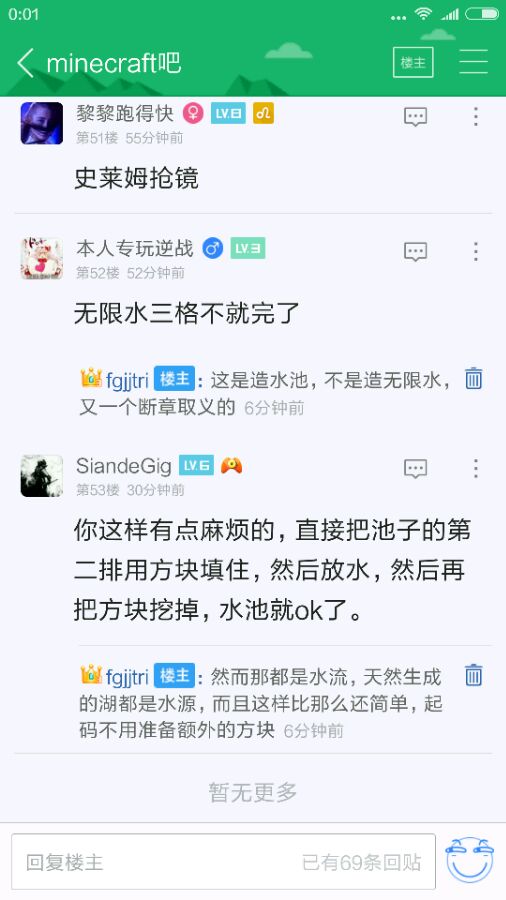 0:01
minecraft吧
楼主
黎黎跑得快 LV.8
第51楼 55分钟前
史莱姆抢镜
本人专玩逆战 LV.3
第52楼 52分钟前
无限水三格不就完了
fgjjtri 楼主：这是造水池，不是造无限水，
又一个断章取义的 6分钟前
SiandeGig LV.6
第53楼 30分钟前
你这样有点麻烦的，直接把池子的第
二排用方块填住，然后放水，然后再
把方块挖掉，水池就ok了。
fgjjtri 楼主：然而那都是水流，天然生成
的湖都是水源，而且这样比那么还简单，起
码不用准备额外的方块 6分钟前
暂无更多
回复楼主 已有69条回贴